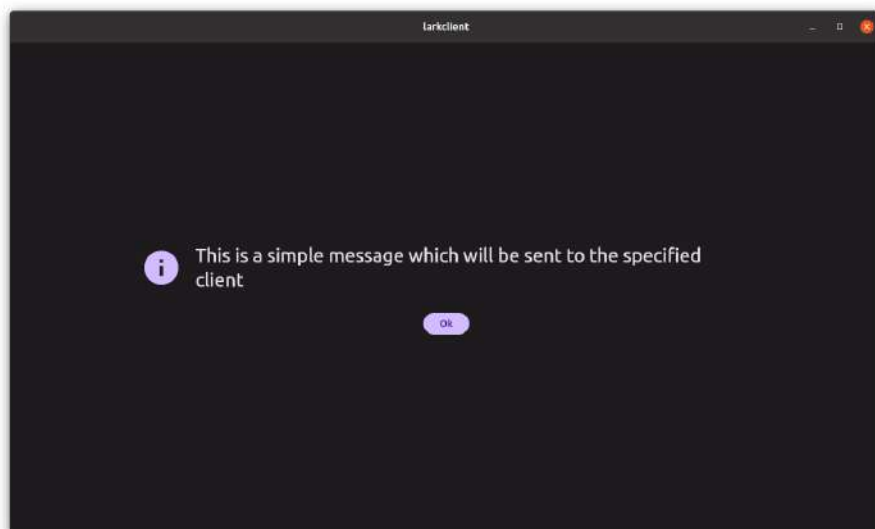 larkclient
This is a simple message which will be sent to the specified
client
Ok